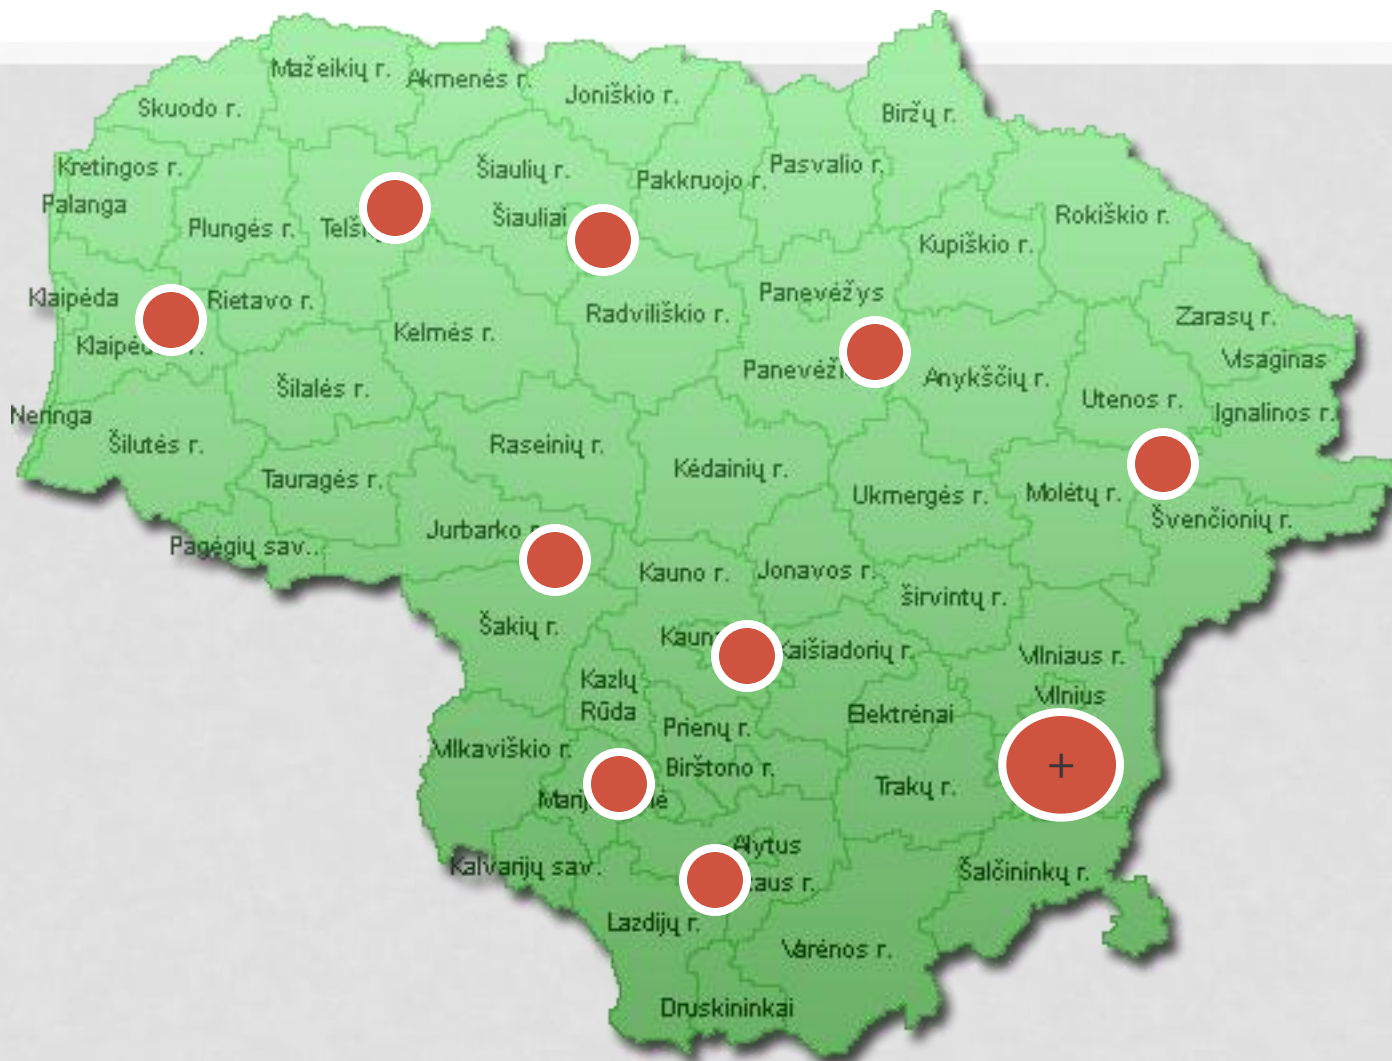 Mažeikių r.
Akmenės r.
Skuodo r.
Joniškio r.
Biržų r.
Kretingos r.
Šiaulių r.
Pakkruojo r.
Pasvalio r.
Palanga
Plungės r.
Šiauliai
Rokiškio r.
Kupiškio r.
Klaipėda
Rietavo r.
Radviliškio r.
Panevėžys
Zarasų r.
Kelmės r.
Visaginas
Šilalės r.
Anykščių r.
Utenos r.
Ignalinos r.
Neringa
Šilutės r.
Raseinių r.
Tauragės r.
Kėdainių r.
Ukmergės r.
Molėtų r.
Švenčionių r.
Jurbarko
Pagėgių sav..
Kauno r.
Jonavos r.
širvintų r.
Šakių r.
Kaišiadorių r.
Vilniaus r.
Kazlų
Rūda
Vilnius
Prienų r.
Elektrėnai
Vilkaviškio r.
Birštono r.
Trakų r.
+
Alytus
Kalvarijų sav.
Šalčininkų r.
Lazdijų r.
Varėnos r.
Druskininkai